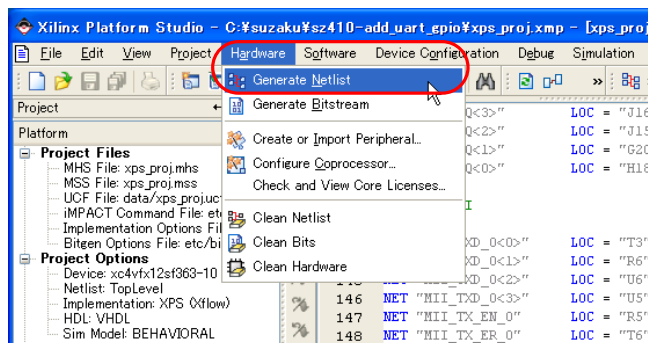 Xilinx Platform Studio - C:¥suzaku¥sz410-add_uart_gpio¥xps_proj.xmp - [xps_proj
File Edit View Project Hardware Software Device Configuration Debug Simulation
Generate Netlist
Generate Bitstream
Create or Import Peripheral...
Configure Coprocessor...
Check and View Core Licenses...
Clean Netlist
Clean Bits
Clean Hardware
Project
Platform
Project Files
MHS File: xps_proj.mhs
MSS File: xps_proj.mss
UCF File: data/xps_proj.uc
iMPACT Command File: et
Implementation Options Fil
Bitgen Options File: etc/bi
Project Options
Device: xc4vfx12sf363-10
Netlist: TopLevel
Implementation: XPS (Xflow)
HDL: VHDL
Sim Model: BEHAVIORAL
Q<3>" LOC = "J16
Q<2>" LOC = "J15
Q<1>" LOC = "G20
Q<0>" LOC = "H18
I
XD_0<0>" LOC = "T3"
XD_0<1>" LOC = "R6"
XD_0<2>" LOC = "U6"
146 NET "MII_TXD_0<3>" LOC = "U5"
147 NET "MII_TX_EN_0" LOC = "R5"
148 NET "MII_TX_ER_0" LOC = "T6"